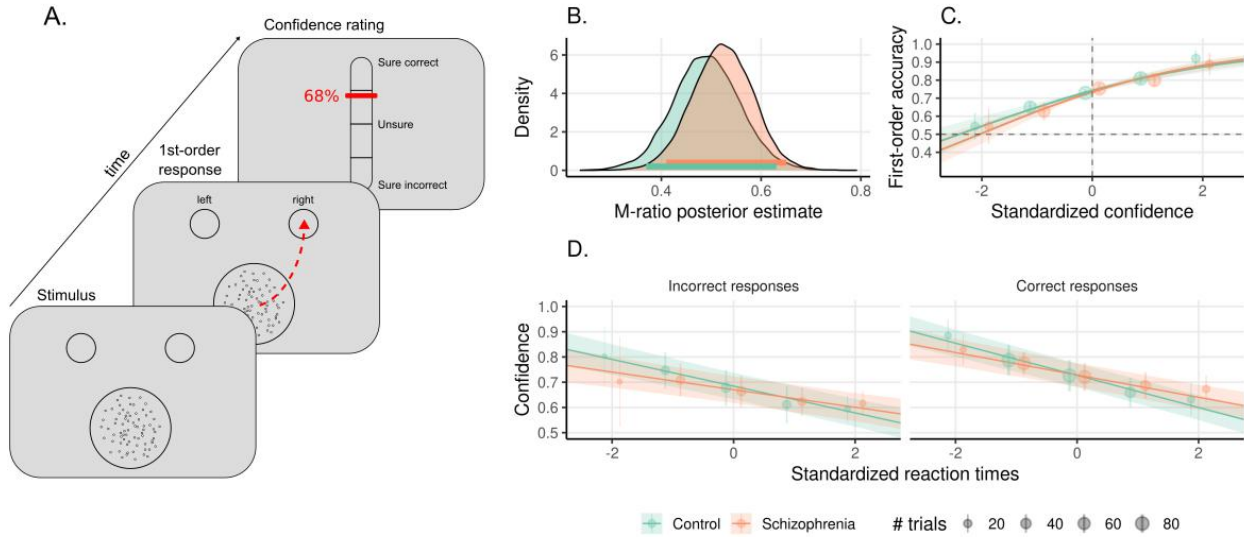 A.
Confidence rating
Sure correct
68%
Unsure
Sure incorrect
time
1st-order
response
left
right
Stimulus
B.
Density
6
4
2
0
0.4
0.6
0.8
M-ratio posterior estimate
C.
First-order accuracy
1.0
0.9
0.8
0.7
0.6
0.5
0.4
-2
0
2
Standardized confidence
D.
Incorrect responses
Correct responses
Confidence
1.0
0.9
0.8
0.7
0.6
0.5
-2
0
2
-2
0
2
Standardized reaction times
Control
Schizophrenia
# trials
20
40
60
80